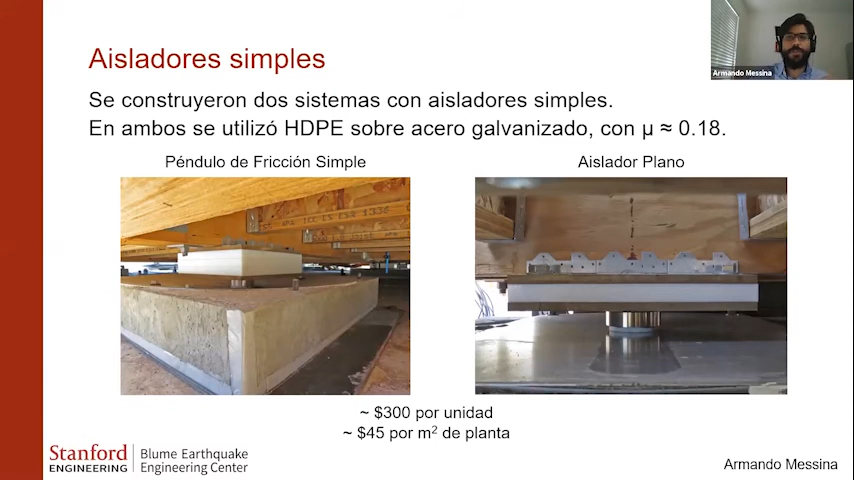 Aisladores simples
Armando Messina
Se construyeron dos sistemas con aisladores simples.
En ambos se utilizó HDPE sobre acero galvanizado, con µ ≈ 0.18.
Péndulo de Fricción Simple
Aislador Plano
~ $300 por unidad
~ $45 por m² de planta
Stanford
ENGINEERING
Blume Earthquake
Engineering Center
Armando Messina